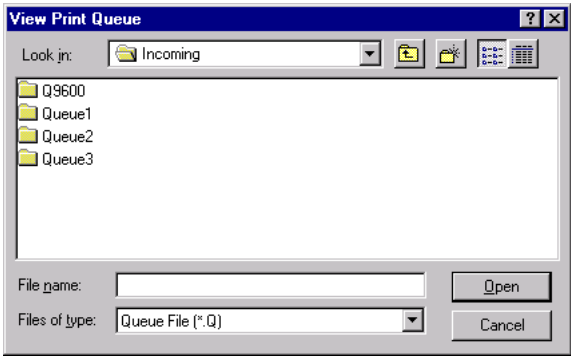 View Print Queue
Look in: Incoming
Q9600
Queue1
Queue2
Queue3
File name: Open
Files of type: Queue File (*.Q) Cancel